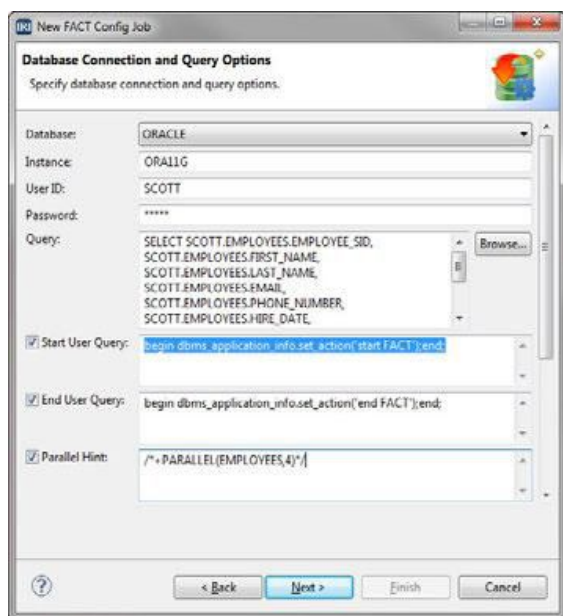 IRI New FACT Config Job
Database Connection and Query Options
Specify database connection and query options.
Database: ORACLE
Instance: ORA11G
User ID: SCOTT
Password: *****
Query: SELECT SCOTT.EMPLOYEES.EMPLOYEE_SID,
SCOTT.EMPLOYEES.FIRST_NAME,
SCOTT.EMPLOYEES.LAST_NAME,
SCOTT.EMPLOYEES.EMAIL,
SCOTT.EMPLOYEES.PHONE_NUMBER,
SCOTT.EMPLOYEES.HIRE_DATE,
Browse...
Start User Query: begin dbms_application_info.set_action('start FACT');end;
End User Query: begin dbms_application_info.set_action('end FACT');end;
Parallel Hint: /*+PARALLEL(EMPLOYEES,4)*/
? < Back Next > Finish Cancel